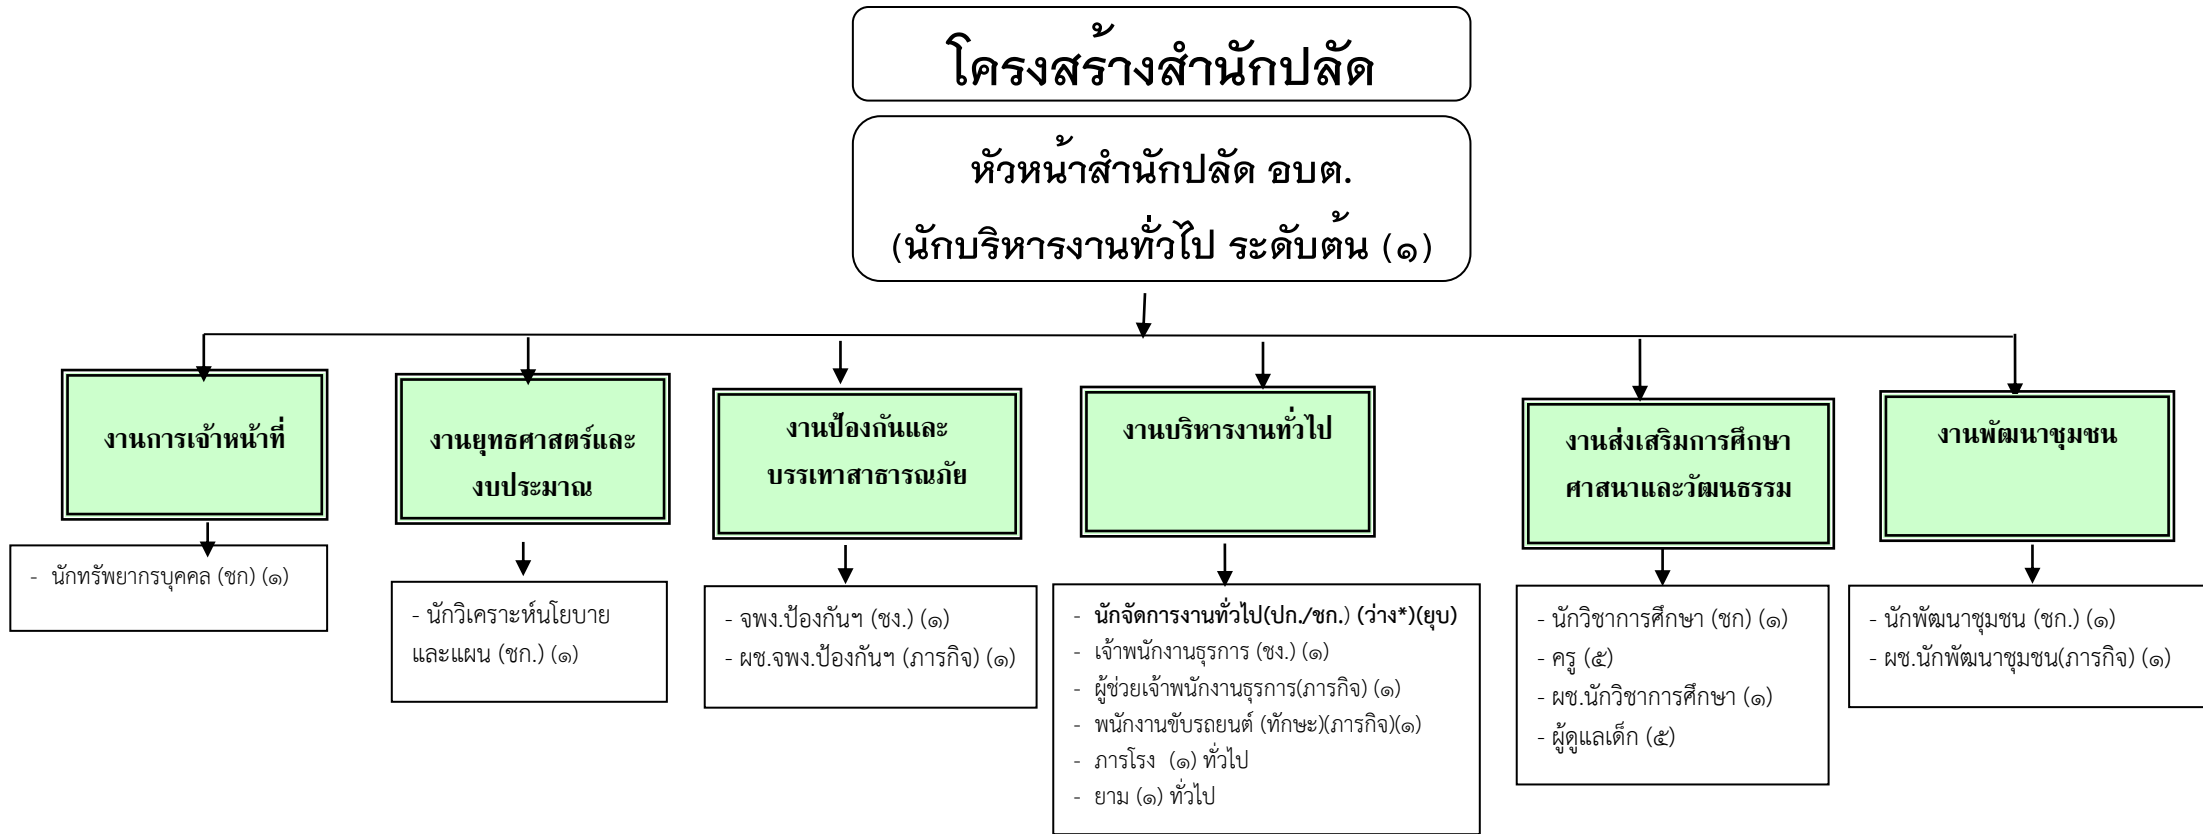 โครงสร้างสำนักปลัด
หัวหน้าสำนักปลัด อบต.
(นักบริหารงานทั่วไป ระดับต้น (๑)
งานการเจ้าหน้าที่
- นักทรัพยากรบุคคล (ชก) (๑)
งานยุทธศาสตร์และ
งบประมาณ
- นักวิเคราะห์นโยบาย
และแผน (ชก.) (๑)
งานป้องกันและ
บรรเทาสาธารณภัย
- จพง.ป้องกันฯ (ชง.) (๑)
- ผช.จพง.ป้องกันฯ (ภารกิจ) (๑)
งานบริหารงานทั่วไป
- นักจัดการงานทั่วไป(ปก./ชก.) (ว่าง*)(ยุบ)
- เจ้าพนักงานธุรการ (ชง.) (๑)
- ผู้ช่วยเจ้าพนักงานธุรการ(ภารกิจ) (๑)
- พนักงานขับรถยนต์ (ทักษะ)(ภารกิจ)(๑)
- ภารโรง (๑) ทั่วไป
- ยาม (๑) ทั่วไป
งานส่งเสริมการศึกษา
ศาสนาและวัฒนธรรม
- นักวิชาการศึกษา (ชก) (๑)
- ครู (๕)
- ผช.นักวิชาการศึกษา (๑)
- ผู้ดูแลเด็ก (๕)
งานพัฒนาชุมชน
- นักพัฒนาชุมชน (ชก.) (๑)
- ผช.นักพัฒนาชุมชน(ภารกิจ) (๑)